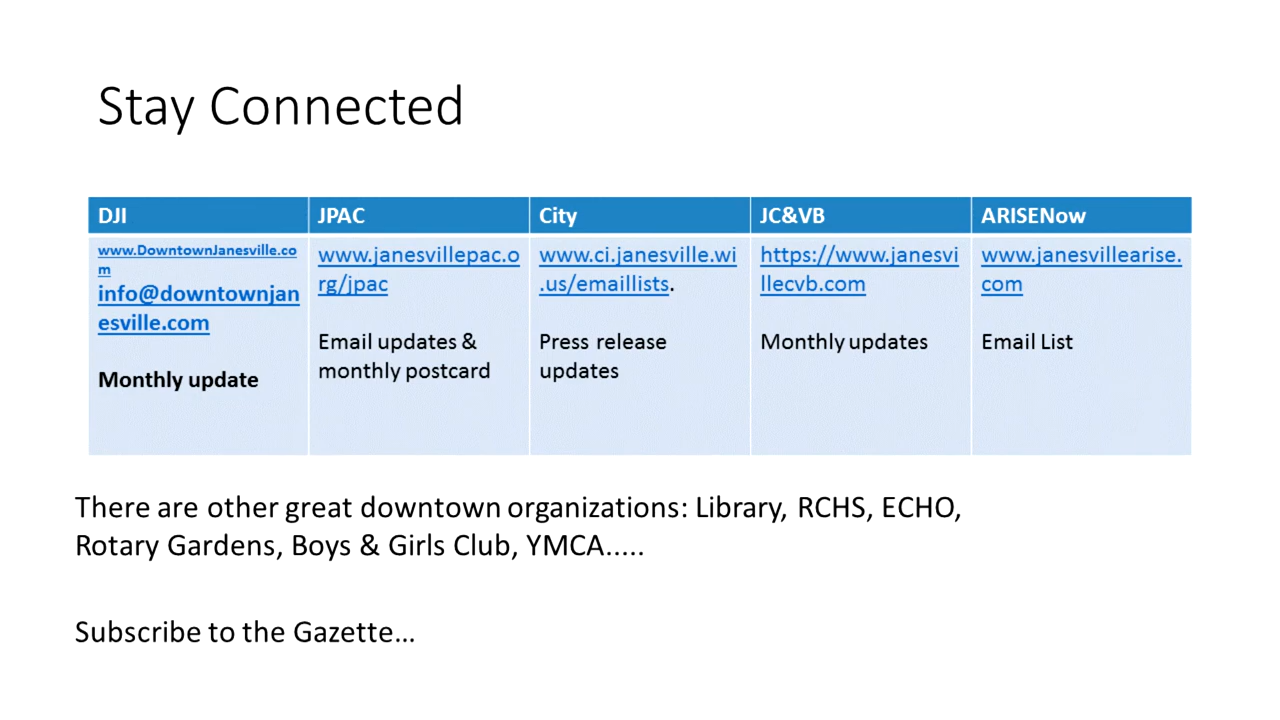 Stay Connected
DJI
www.DowntownJanesville.co
m
info@downtownjan
esville.com
Monthly update
JPAC
www.janesvillepac.o
rg/jpac
Email updates &
monthly postcard
City
www.ci.janesville.wi
.us/emaillists.
Press release
updates
JC&VB
https://www.janesvi
llecvb.com
Monthly updates
ARISENow
www.janesvillearise.
com
Email List
There are other great downtown organizations: Library, RCHS, ECHO,
Rotary Gardens, Boys & Girls Club, YMCA.....
Subscribe to the Gazette…